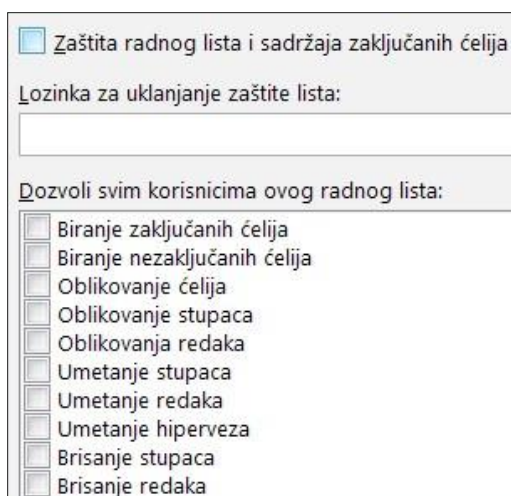 Zaštita radnog lista i sadržaja zaključanih ćelija
Lozinka za uklanjanje zaštite lista:
Dozvoli svim korisnicima ovog radnog lista:
Biranje zaključanih ćelija
Biranje nezaključanih ćelija
Oblikovanje ćelija
Oblikovanje stupaca
Oblikovanja redaka
Umetanje stupaca
Umetanje redaka
Umetanje hiperveza
Brisanje stupaca
Brisanje redaka